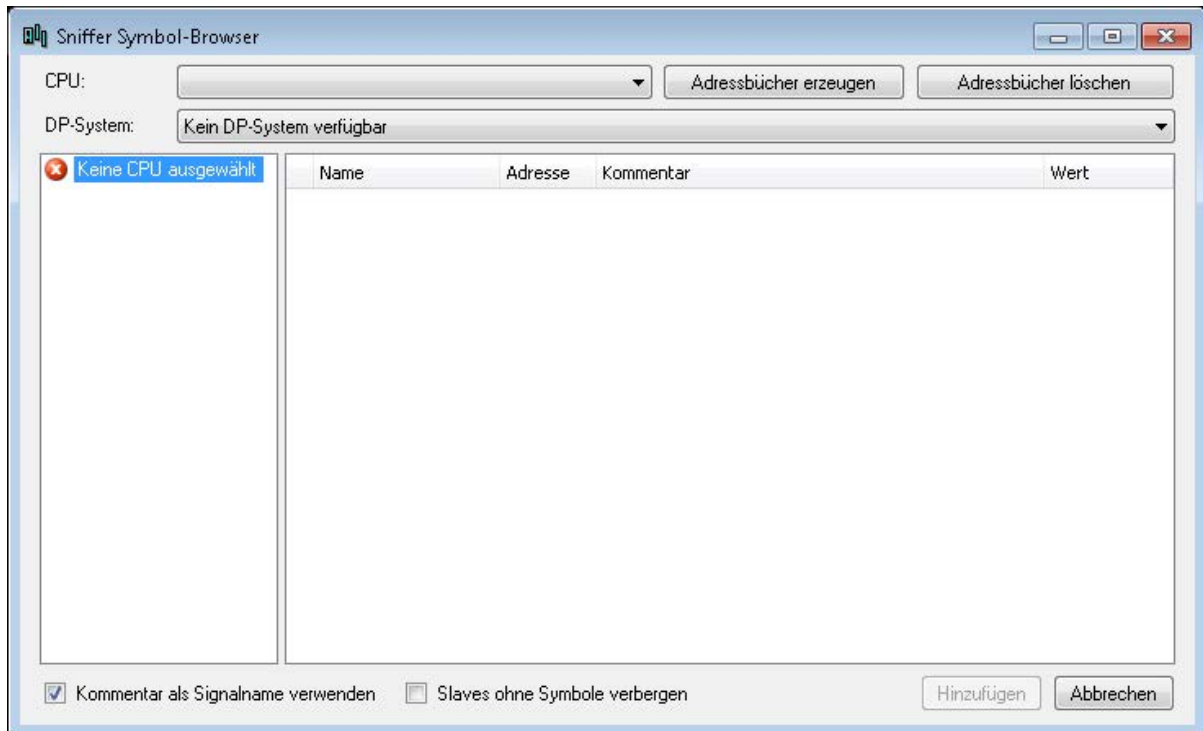 Sniffer Symbol-Browser
CPU: Adressbücher erzeugen Adressbücher löschen
DP-System: Kein DP-System verfügbar
Keine CPU ausgewählt Name Adresse Kommentar Wert
Kommentar als Signalname verwenden Slaves ohne Symbole verbergen Hinzufügen Abbrechen